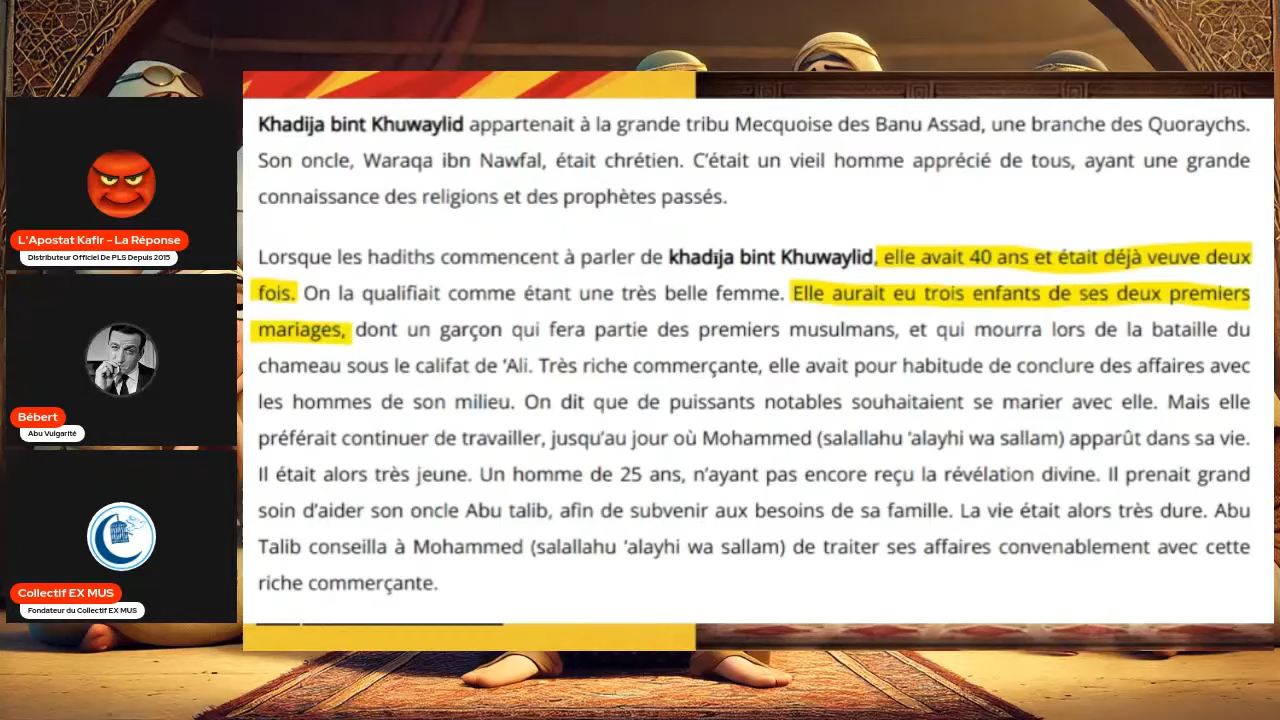 L'Apostat Kafir - La Réponse
Distributeur Officiel De PLS Depuis 2015
Bébert
Abu Vulgarité
Collectif EX MUS
Fondateur du Collectif EX MUS
Khadija bint Khuwaylid appartenait à la grande tribu Mecquoise des Banu Assad, une branche des Quoraychs.
Son oncle, Waraqa ibn Nawfal, était chrétien. C'était un vieil homme apprécié de tous, ayant une grande
connaissance des religions et des prophètes passés.
Lorsque les hadiths commencent à parler de khadija bint Khuwaylid, elle avait 40 ans et était déjà veuve deux
fois. On la qualifiait comme étant une très belle femme. Elle aurait eu trois enfants de ses deux premiers
mariages, dont un garçon qui fera partie des premiers musulmans, et qui mourra lors de la bataille du
chameau sous le califat de 'Ali. Très riche commerçante, elle avait pour habitude de conclure des affaires avec
les hommes de son milieu. On dit que de puissants notables souhaitaient se marier avec elle. Mais elle
préférait continuer de travailler, jusqu'au jour où Mohammed (salallahu 'alayhi wa sallam) apparût dans sa vie.
Il était alors très jeune. Un homme de 25 ans, n'ayant pas encore reçu la révélation divine. Il prenait grand
soin d'aider son oncle Abu talib, afin de subvenir aux besoins de sa famille. La vie était alors très dure. Abu
Talib conseilla à Mohammed (salallahu 'alayhi wa sallam) de traiter ses affaires convenablement avec cette
riche commerçante.